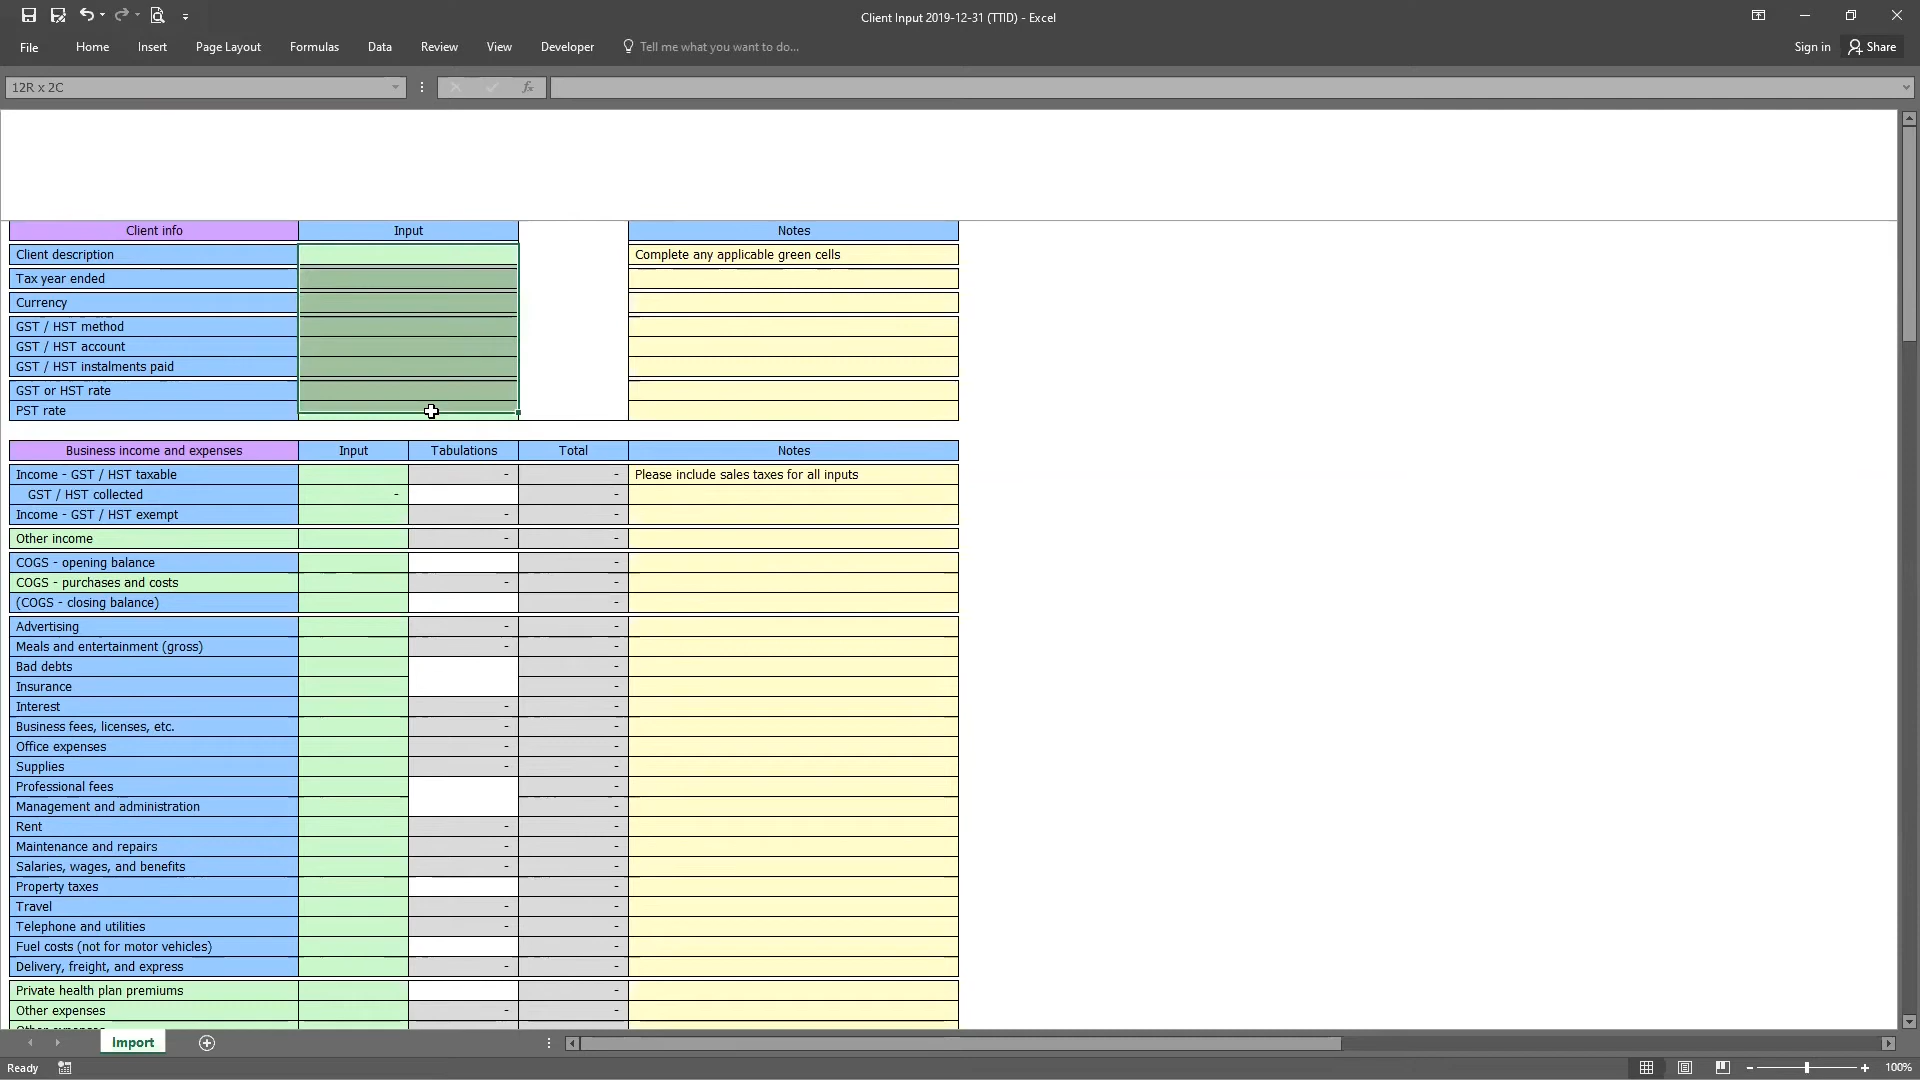 Client Input 2019-12-31 (TTID) - Excel
File Home Insert Page Layout Formulas Data Review View Developer Tell me what you want to do... Sign in Share
12R x 2C fx
Client info Input Notes
Client description Complete any applicable green cells
Tax year ended
Currency
GST / HST method
GST / HST account
GST / HST instalments paid
GST or HST rate
PST rate
Business income and expenses Input Tabulations Total Notes
Income - GST / HST taxable - - Please include sales taxes for all inputs
GST / HST collected - -
Income - GST / HST exempt - -
Other income - -
COGS - opening balance -
COGS - purchases and costs - -
(COGS - closing balance) -
Advertising - -
Meals and entertainment (gross) - -
Bad debts -
Insurance -
Interest - -
Business fees, licenses, etc. - -
Office expenses - -
Supplies - -
Professional fees -
Management and administration -
Rent - -
Maintenance and repairs - -
Salaries, wages, and benefits - -
Property taxes -
Travel - -
Telephone and utilities - -
Fuel costs (not for motor vehicles) -
Delivery, freight, and express - -
Private health plan premiums -
Other expenses - -
Import
Ready 100%